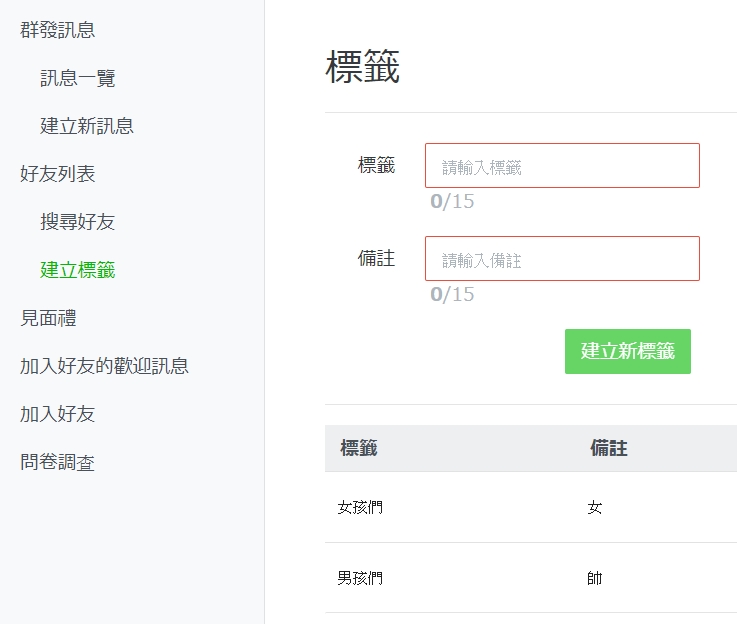 群發訊息
訊息一覽
建立新訊息
好友列表
搜尋好友
建立標籤
見面禮
加入好友的歡迎訊息
加入好友
問卷調查
標籤
標籤 請輸入標籤
0/15
備註 請輸入備註
0/15
建立新標籤
標籤 備註
女孩們 女
男孩們 帥